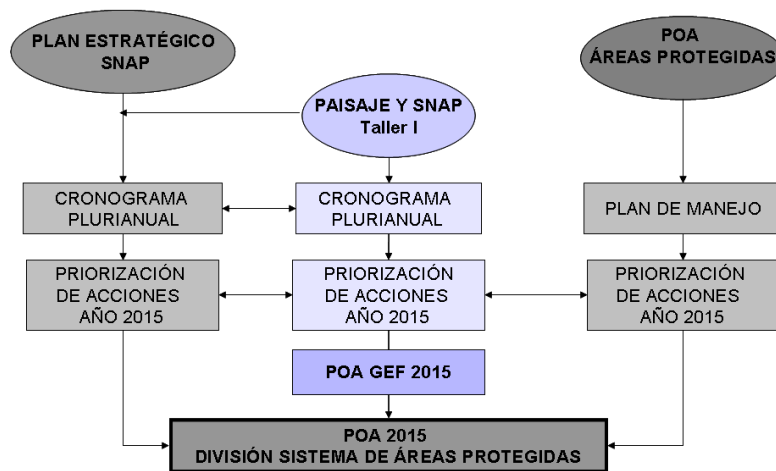 PLAN ESTRATÉGICO
SNAP
POA
ÁREAS PROTEGIDAS
PAISAJE Y SNAP
Taller I
CRONOGRAMA
PLURIANUAL
CRONOGRAMA
PLURIANUAL
PLAN DE MANEJO
PRIORIZACIÓN
DE ACCIONES
AÑO 2015
PRIORIZACIÓN
DE ACCIONES
AÑO 2015
PRIORIZACIÓN
DE ACCIONES
AÑO 2015
POA GEF 2015
POA 2015
DIVISIÓN SISTEMA DE ÁREAS PROTEGIDAS